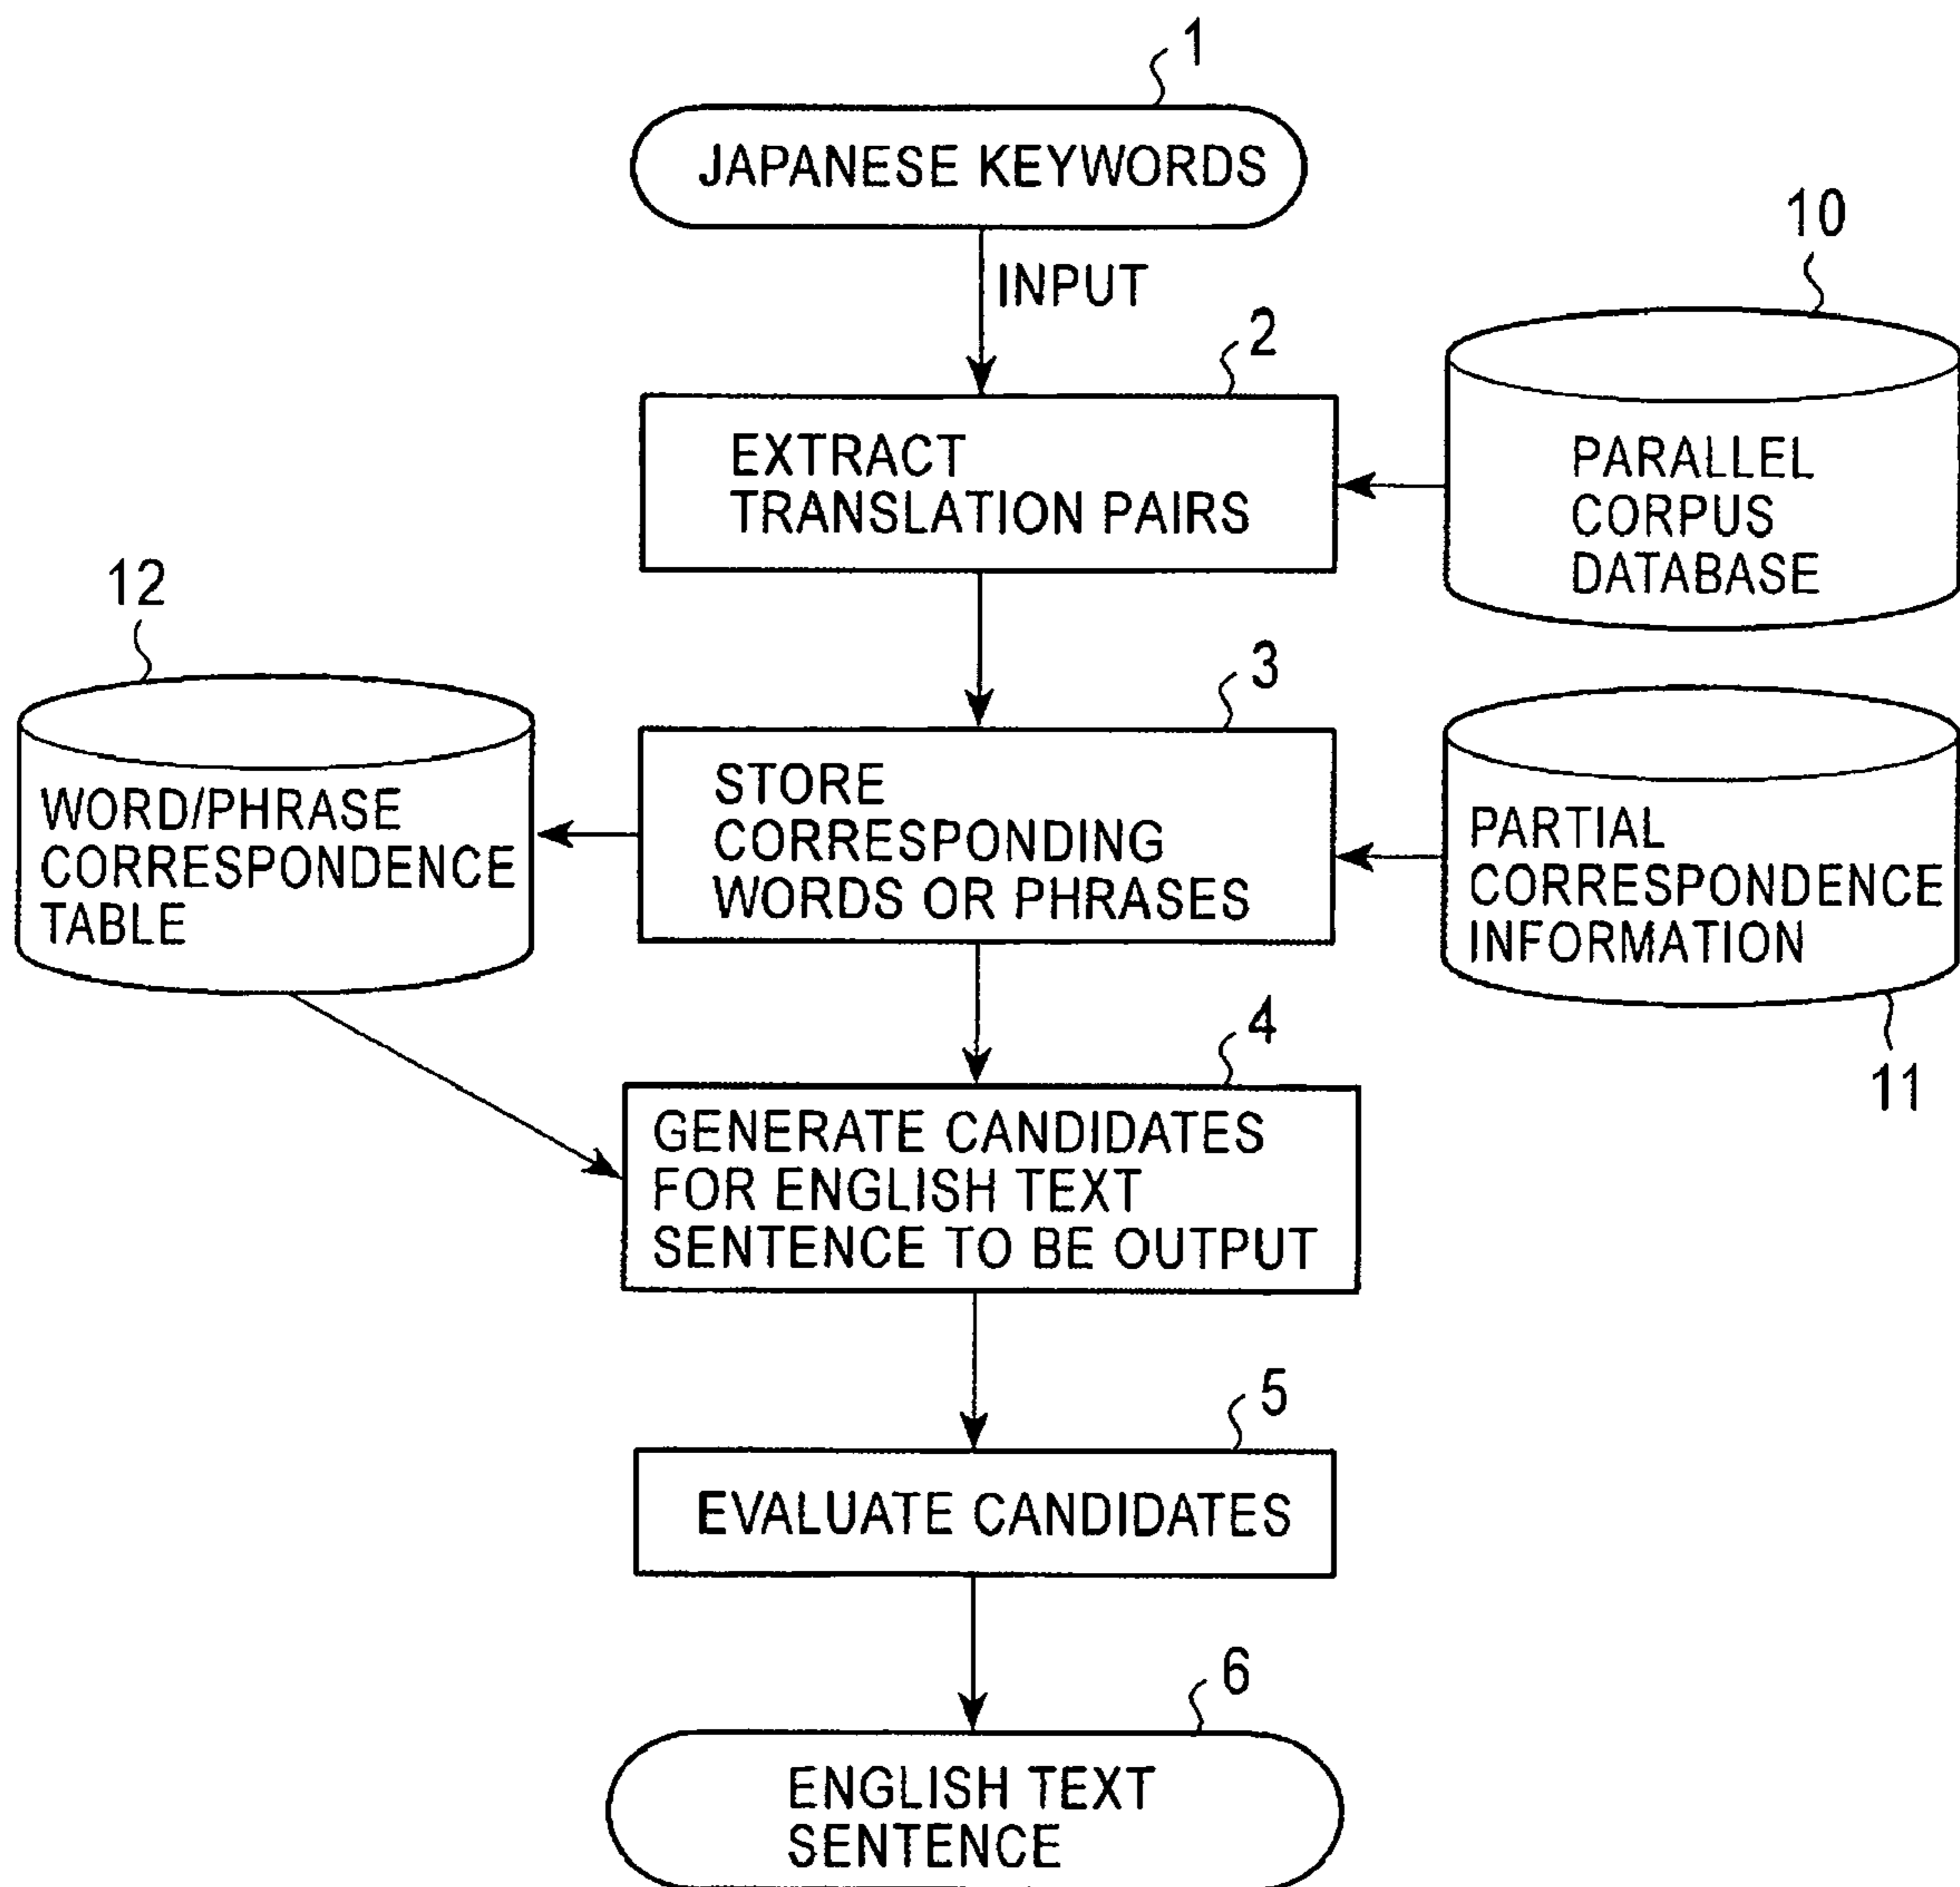 1
JAPANESE KEYWORDS
INPUT
10
2
EXTRACT
TRANSLATION PAIRS
PARALLEL
CORPUS
DATABASE
12
3
WORD/PHRASE
CORRESPONDENCE
TABLE
STORE
CORRESPONDING
WORDS OR PHRASES
PARTIAL
CORRESPONDENCE
INFORMATION
11
4
GENERATE CANDIDATES
FOR ENGLISH TEXT
SENTENCE TO BE OUTPUT
5
EVALUATE CANDIDATES
6
ENGLISH TEXT
SENTENCE